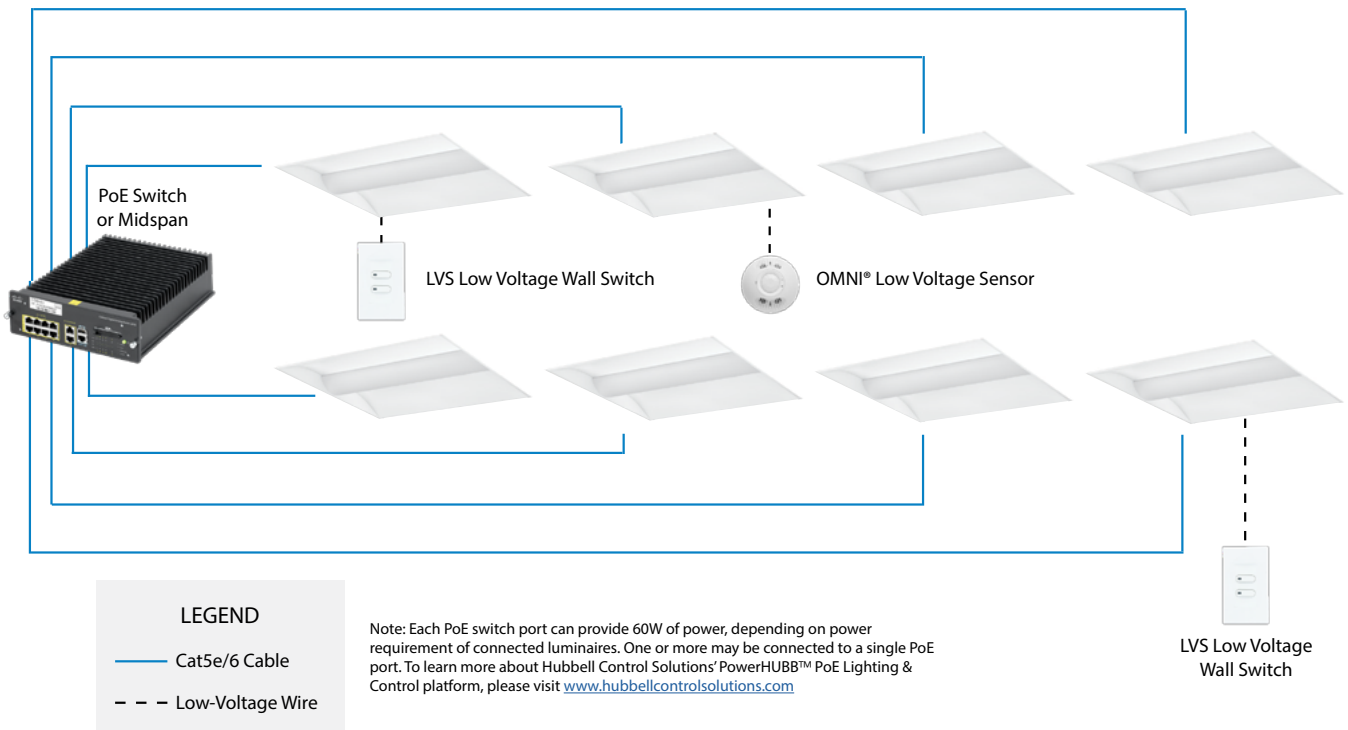 PoE Switch
or Midspan
LVS Low Voltage Wall Switch
OMNI® Low Voltage Sensor
LEGEND
Cat5e/6 Cable
Low-Voltage Wire
Note: Each PoE switch port can provide 60W of power, depending on power
requirement of connected luminaires. One or more may be connected to a single PoE
port. To learn more about Hubbell Control Solutions’ PowerHUBB™ PoE Lighting &
Control platform, please visit www.hubbellcontrolsolutions.com
LVS Low Voltage
Wall Switch